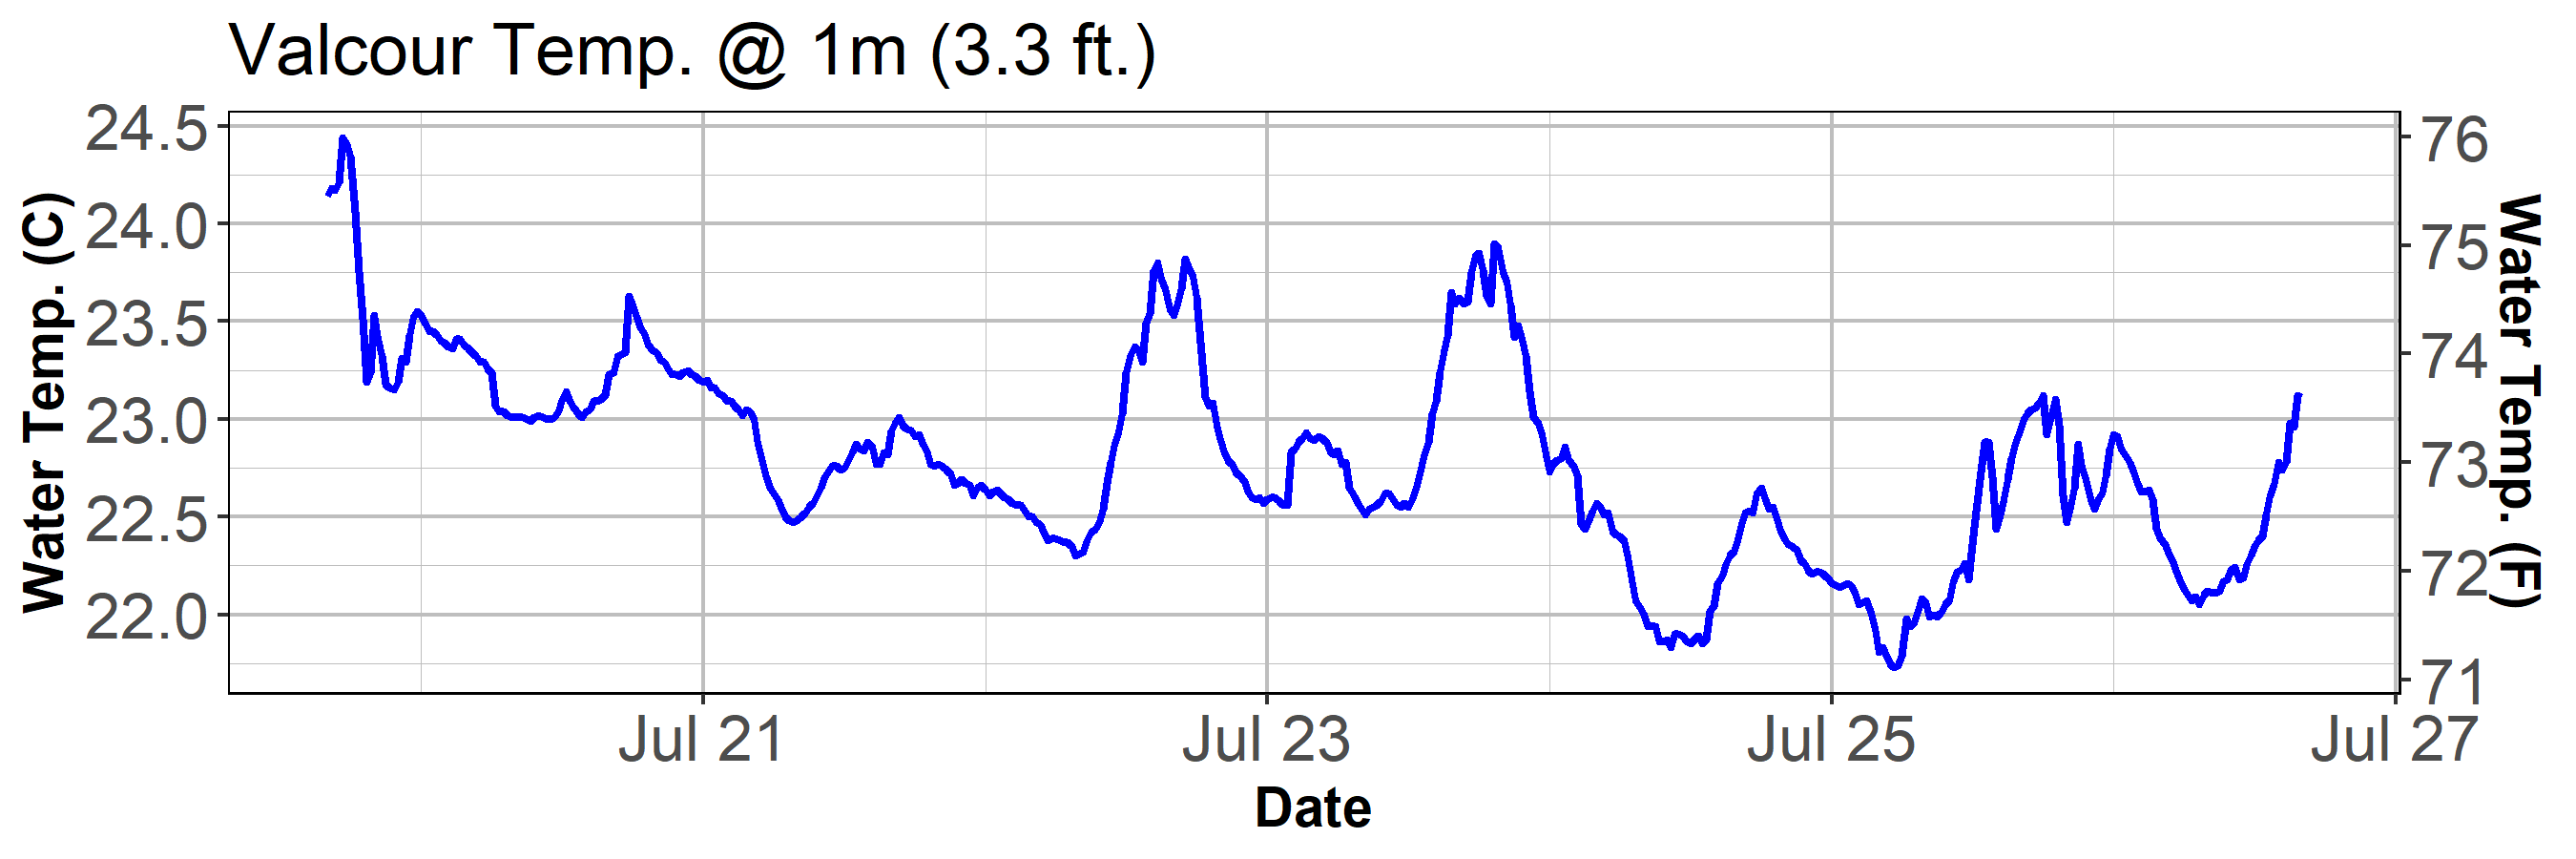 Valcour Temp. @ 1m (3.3 ft.)
Water Temp. (C)
24.5
24.0
23.5
23.0
22.5
22.0
76
75
74
73
72
71
Water Temp. (F)
Jul 21 Jul 23 Jul 25 Jul 27
Date